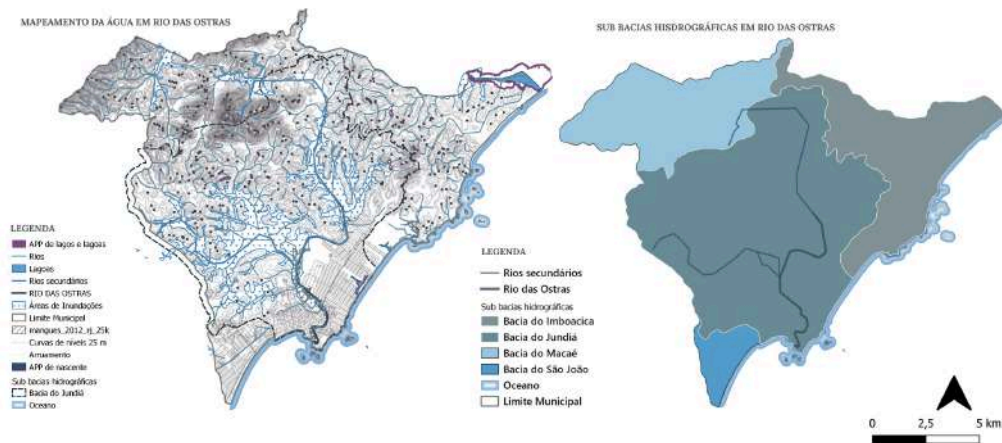 MAPEAMENTO DA ÁGUA EM RIO DAS OSTRAS
LEGENDA
APP de lagos e lagoas
Rios
Lagoas
Rios secundários
RIO DAS OSTRAS
Áreas de Inundações
Limite Municipal
mangues_2012_rj_25k
Curvas de níveis 25 m
Arruamento
APP de nascente
Sub bacias hidrográficas
Bacia do Jundiá
Oceano
SUB BACIAS HISDROGRÁFICAS EM RIO DAS OSTRAS
LEGENDA
Rios secundários
Rio das Ostras
Sub bacias hidrográficas
Bacia do Imboacica
Bacia do Jundiá
Bacia do Macaé
Bacia do São João
Oceano
Limite Municipal
0 2,5 5 km